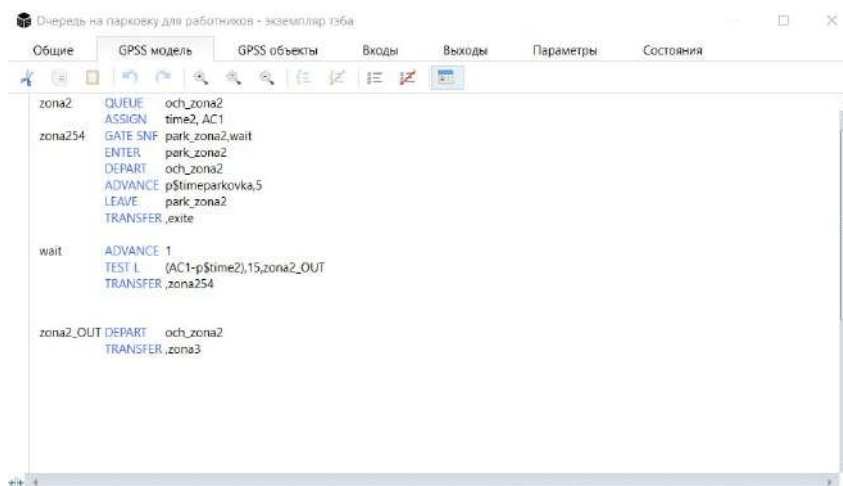 Очередь на парковку для работников - экземпляр тэба
Общие GPSS модель GPSS объекты Входы Выходы Параметры Состояния
zona2 QUEUE och_zona2
ASSIGN time2, AC1
zona254 GATE SNF park_zona2,wait
ENTER park_zona2
DEPART och_zona2
ADVANCE p$timeparkovka,5
LEAVE park_zona2
TRANSFER ,exite
wait ADVANCE 1
TEST L (AC1-p$time2),15,zona2_OUT
TRANSFER ,zona254
zona2_OUT DEPART och_zona2
TRANSFER ,zona3